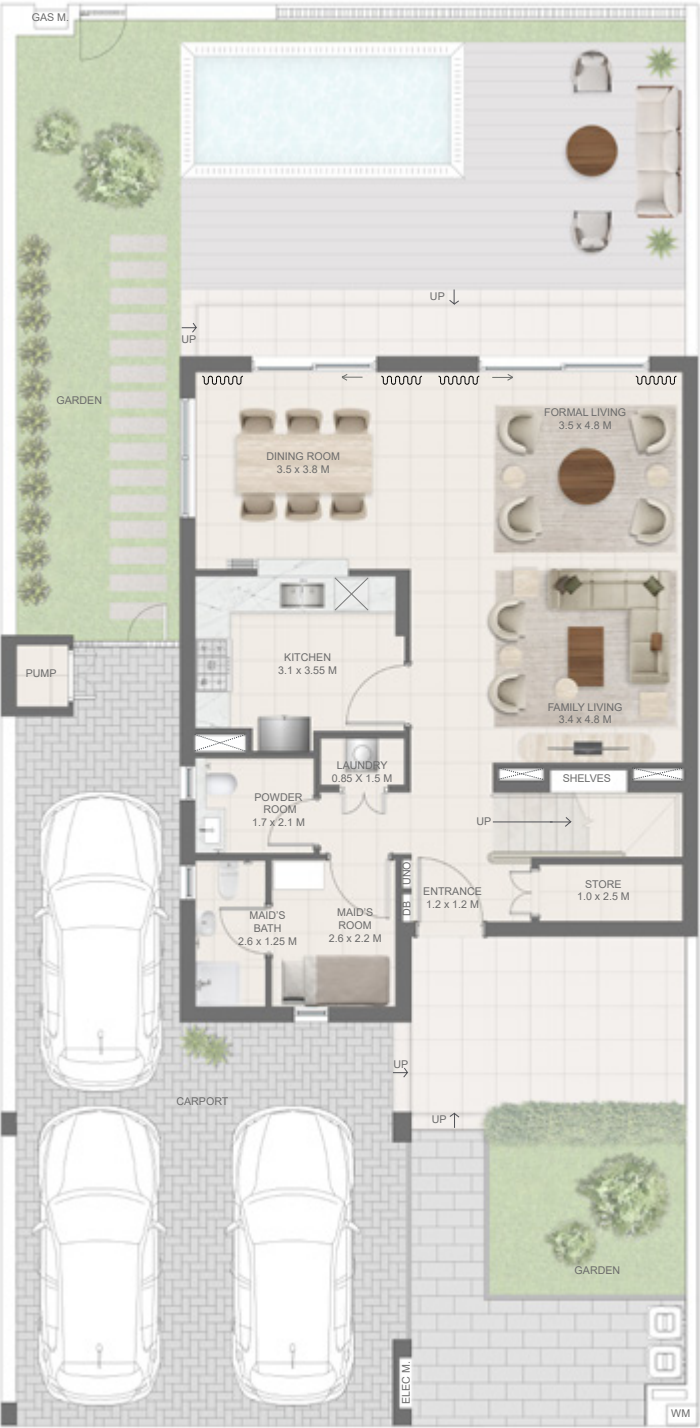 GAS M.
UP
UP
GARDEN
FORMAL LIVING
3.5 x 4.8 M
DINING ROOM
3.5 x 3.8 M
KITCHEN
3.1 x 3.55 M
PUMP
FAMILY LIVING
3.4 x 4.8 M
LAUNDRY
0.85 X 1.5 M
SHELVES
POWDER
ROOM
1.7 x 2.1 M
UP
UNO
DB
ENTRANCE
1.2 x 1.2 M
STORE
1.0 x 2.5 M
MAID'S
BATH
2.6 x 1.25 M
MAID'S
ROOM
2.6 x 2.2 M
UP
CARPORT
UP
GARDEN
ELEC M.
WM